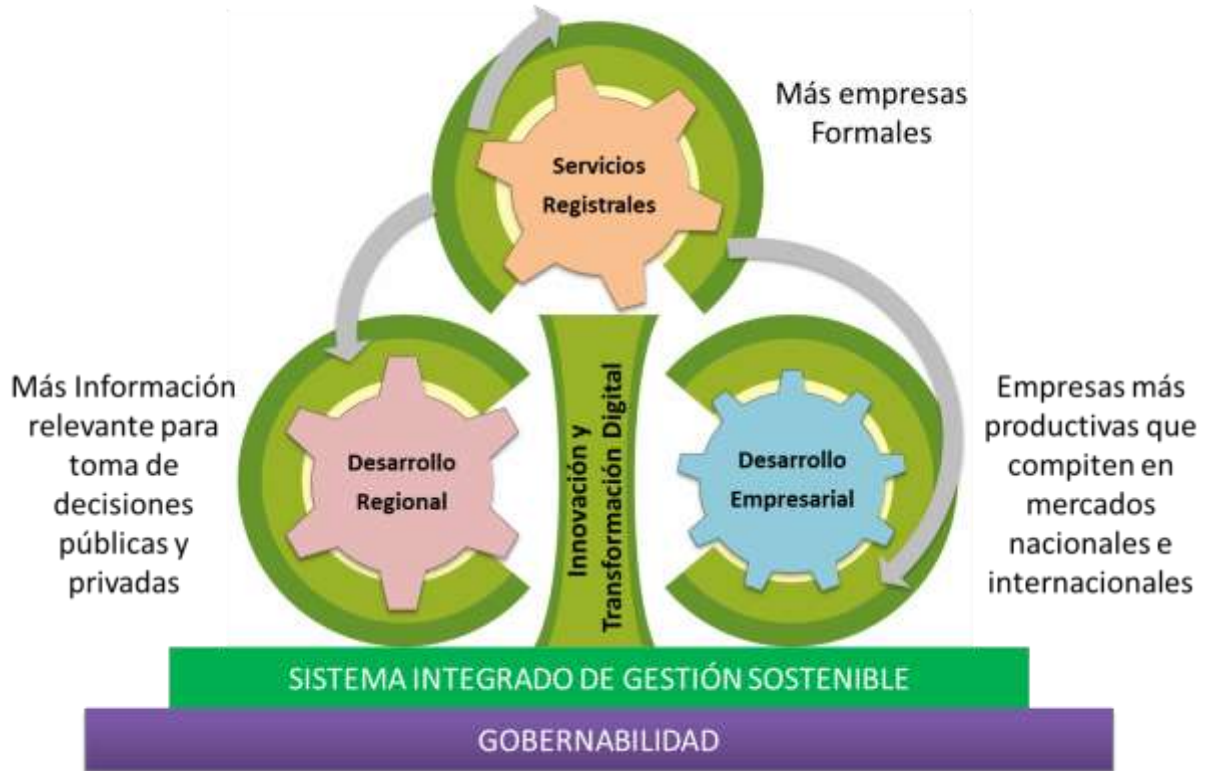 Más empresas
Formales
Servicios
Registrales
Más Información
relevante para
toma de
decisiones
públicas y
privadas
Desarrollo
Regional
Innovación y
Transformación Digital
Desarrollo
Empresarial
Empresas más
productivas que
compiten en
mercados
nacionales e
internacionales
SISTEMA INTEGRADO DE GESTIÓN SOSTENIBLE
GOBERNABILIDAD